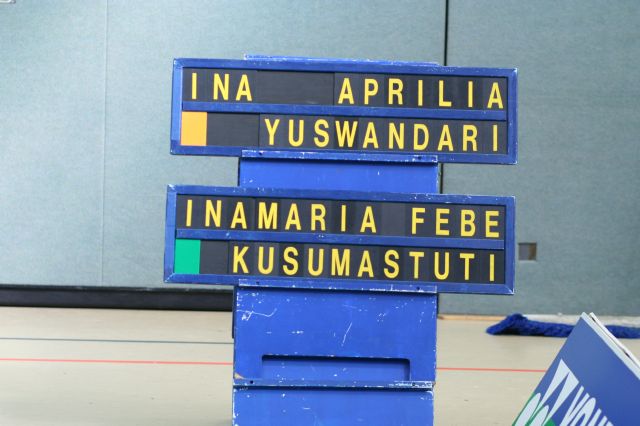 INA APRILIA
YUSWANDARI
INAMARIA FEBE
KUSUMASTUTI